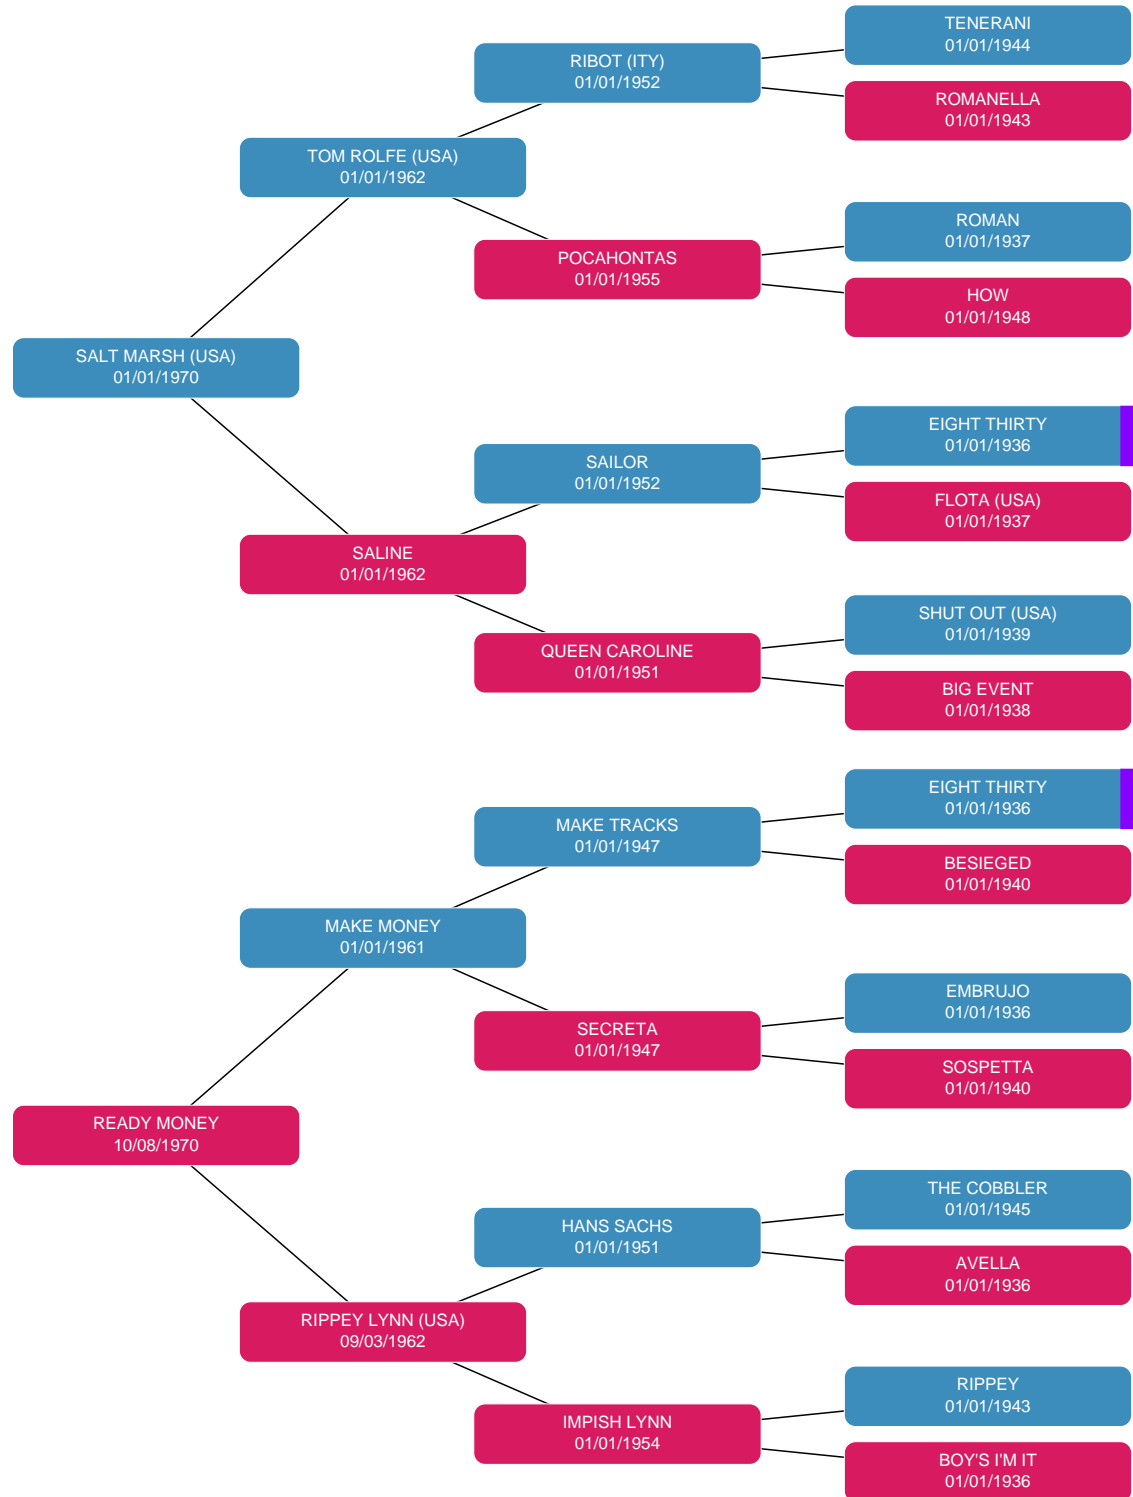 TENERANI
01/01/1944
RIBOT (ITY)
01/01/1952
ROMANELLA
01/01/1943
TOM ROLFE (USA)
01/01/1962
ROMAN
01/01/1937
POCAHONTAS
01/01/1955
HOW
01/01/1948
SALT MARSH (USA)
01/01/1970
EIGHT THIRTY
01/01/1936
SAILOR
01/01/1952
FLOTA (USA)
01/01/1937
SALINE
01/01/1962
SHUT OUT (USA)
01/01/1939
QUEEN CAROLINE
01/01/1951
BIG EVENT
01/01/1938
EIGHT THIRTY
01/01/1936
MAKE TRACKS
01/01/1947
BESIEGED
01/01/1940
MAKE MONEY
01/01/1961
EMBRUJO
01/01/1936
SECRETA
01/01/1947
SOSPETTA
01/01/1940
READY MONEY
10/08/1970
THE COBBLER
01/01/1945
HANS SACHS
01/01/1951
AVELLA
01/01/1936
RIPPEY LYNN (USA)
09/03/1962
RIPPEY
01/01/1943
IMPISH LYNN
01/01/1954
BOY'S I'M IT
01/01/1936